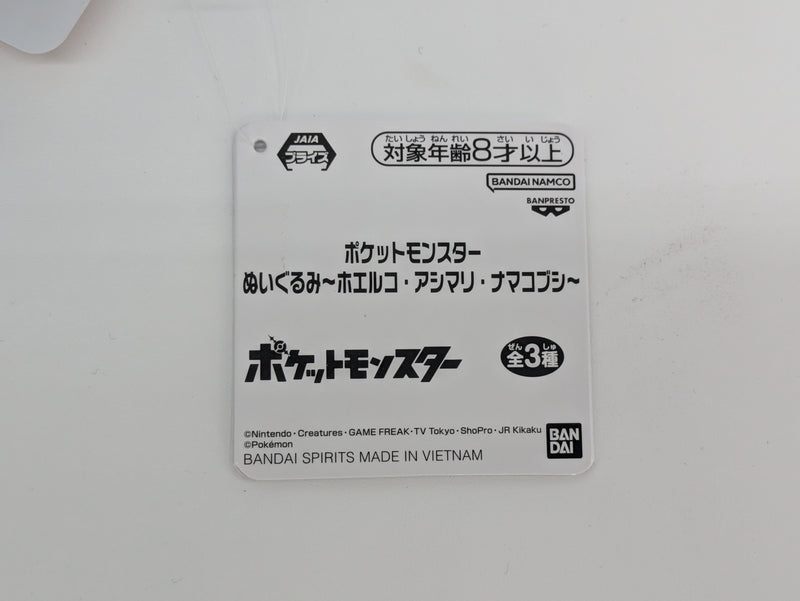 JAIA
プライズ
たいしょうねんれい さい いじょう
対象年齢8才以上
BANDAI NAMCO
BANPRESTO
ポケットモンスター
ぬいぐるみ～ホエルコ・アシマリ・ナマコブシ～
ポケットモンスター
ぜん しゅ
全3種
©Nintendo・Creatures・GAME FREAK・TV Tokyo・ShoPro・JR Kikaku
©Pokémon
BANDAI SPIRITS MADE IN VIETNAM
BAN
DAI